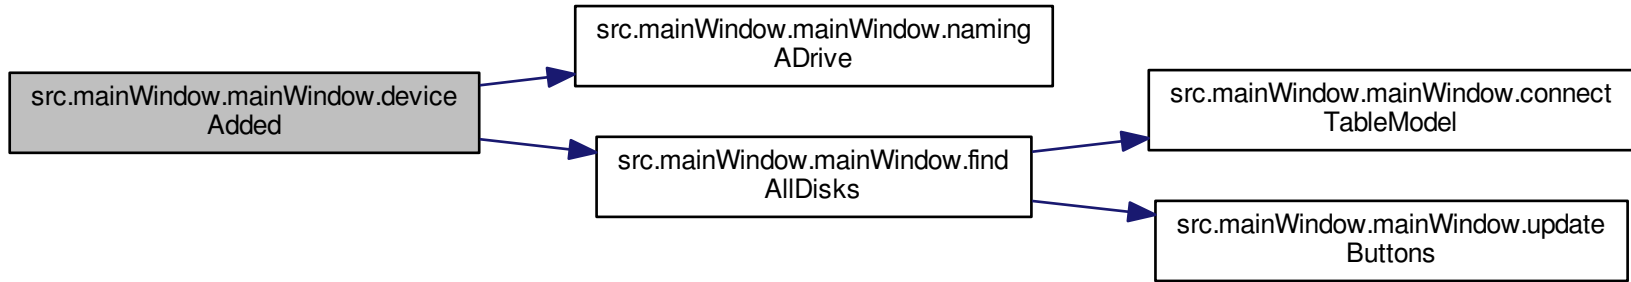 src.mainWindow.mainWindow.device
Added
src.mainWindow.mainWindow.naming
ADrive
src.mainWindow.mainWindow.find
AllDisks
src.mainWindow.mainWindow.connect
TableModel
src.mainWindow.mainWindow.update
Buttons